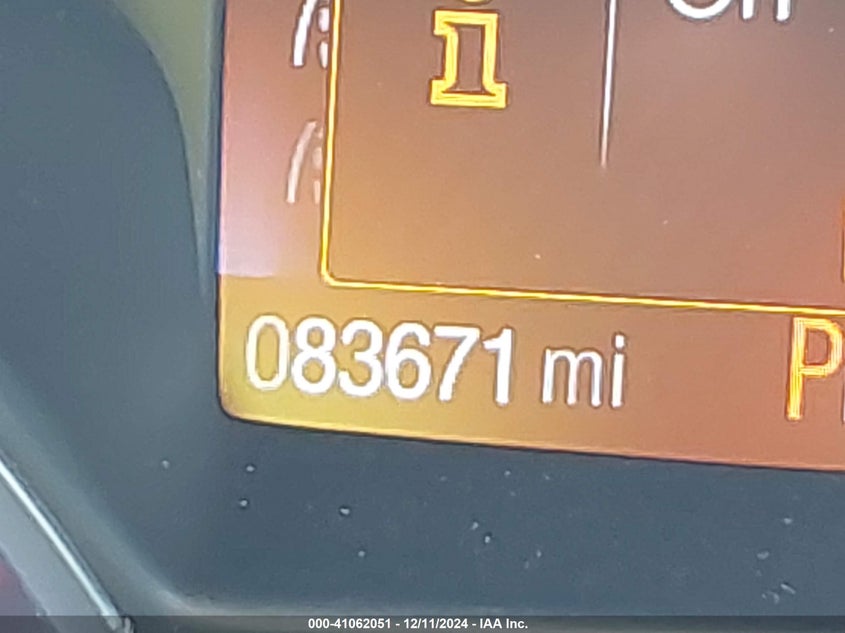 i
083671 mi
P
000-41062051 - 12/11/2024 - IAA Inc.